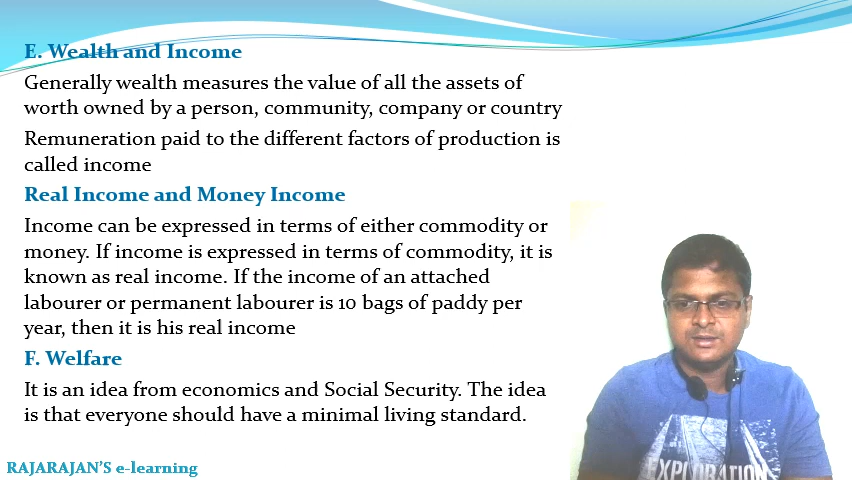 E. Wealth and Income
Generally wealth measures the value of all the assets of
worth owned by a person, community, company or country
Remuneration paid to the different factors of production is
called income
Real Income and Money Income
Income can be expressed in terms of either commodity or
money. If income is expressed in terms of commodity, it is
known as real income. If the income of an attached
labourer or permanent labourer is 10 bags of paddy per
year, then it is his real income
F. Welfare
It is an idea from economics and Social Security. The idea
is that everyone should have a minimal living standard.
EXPLORATION
RAJARAJAN'S e-learning